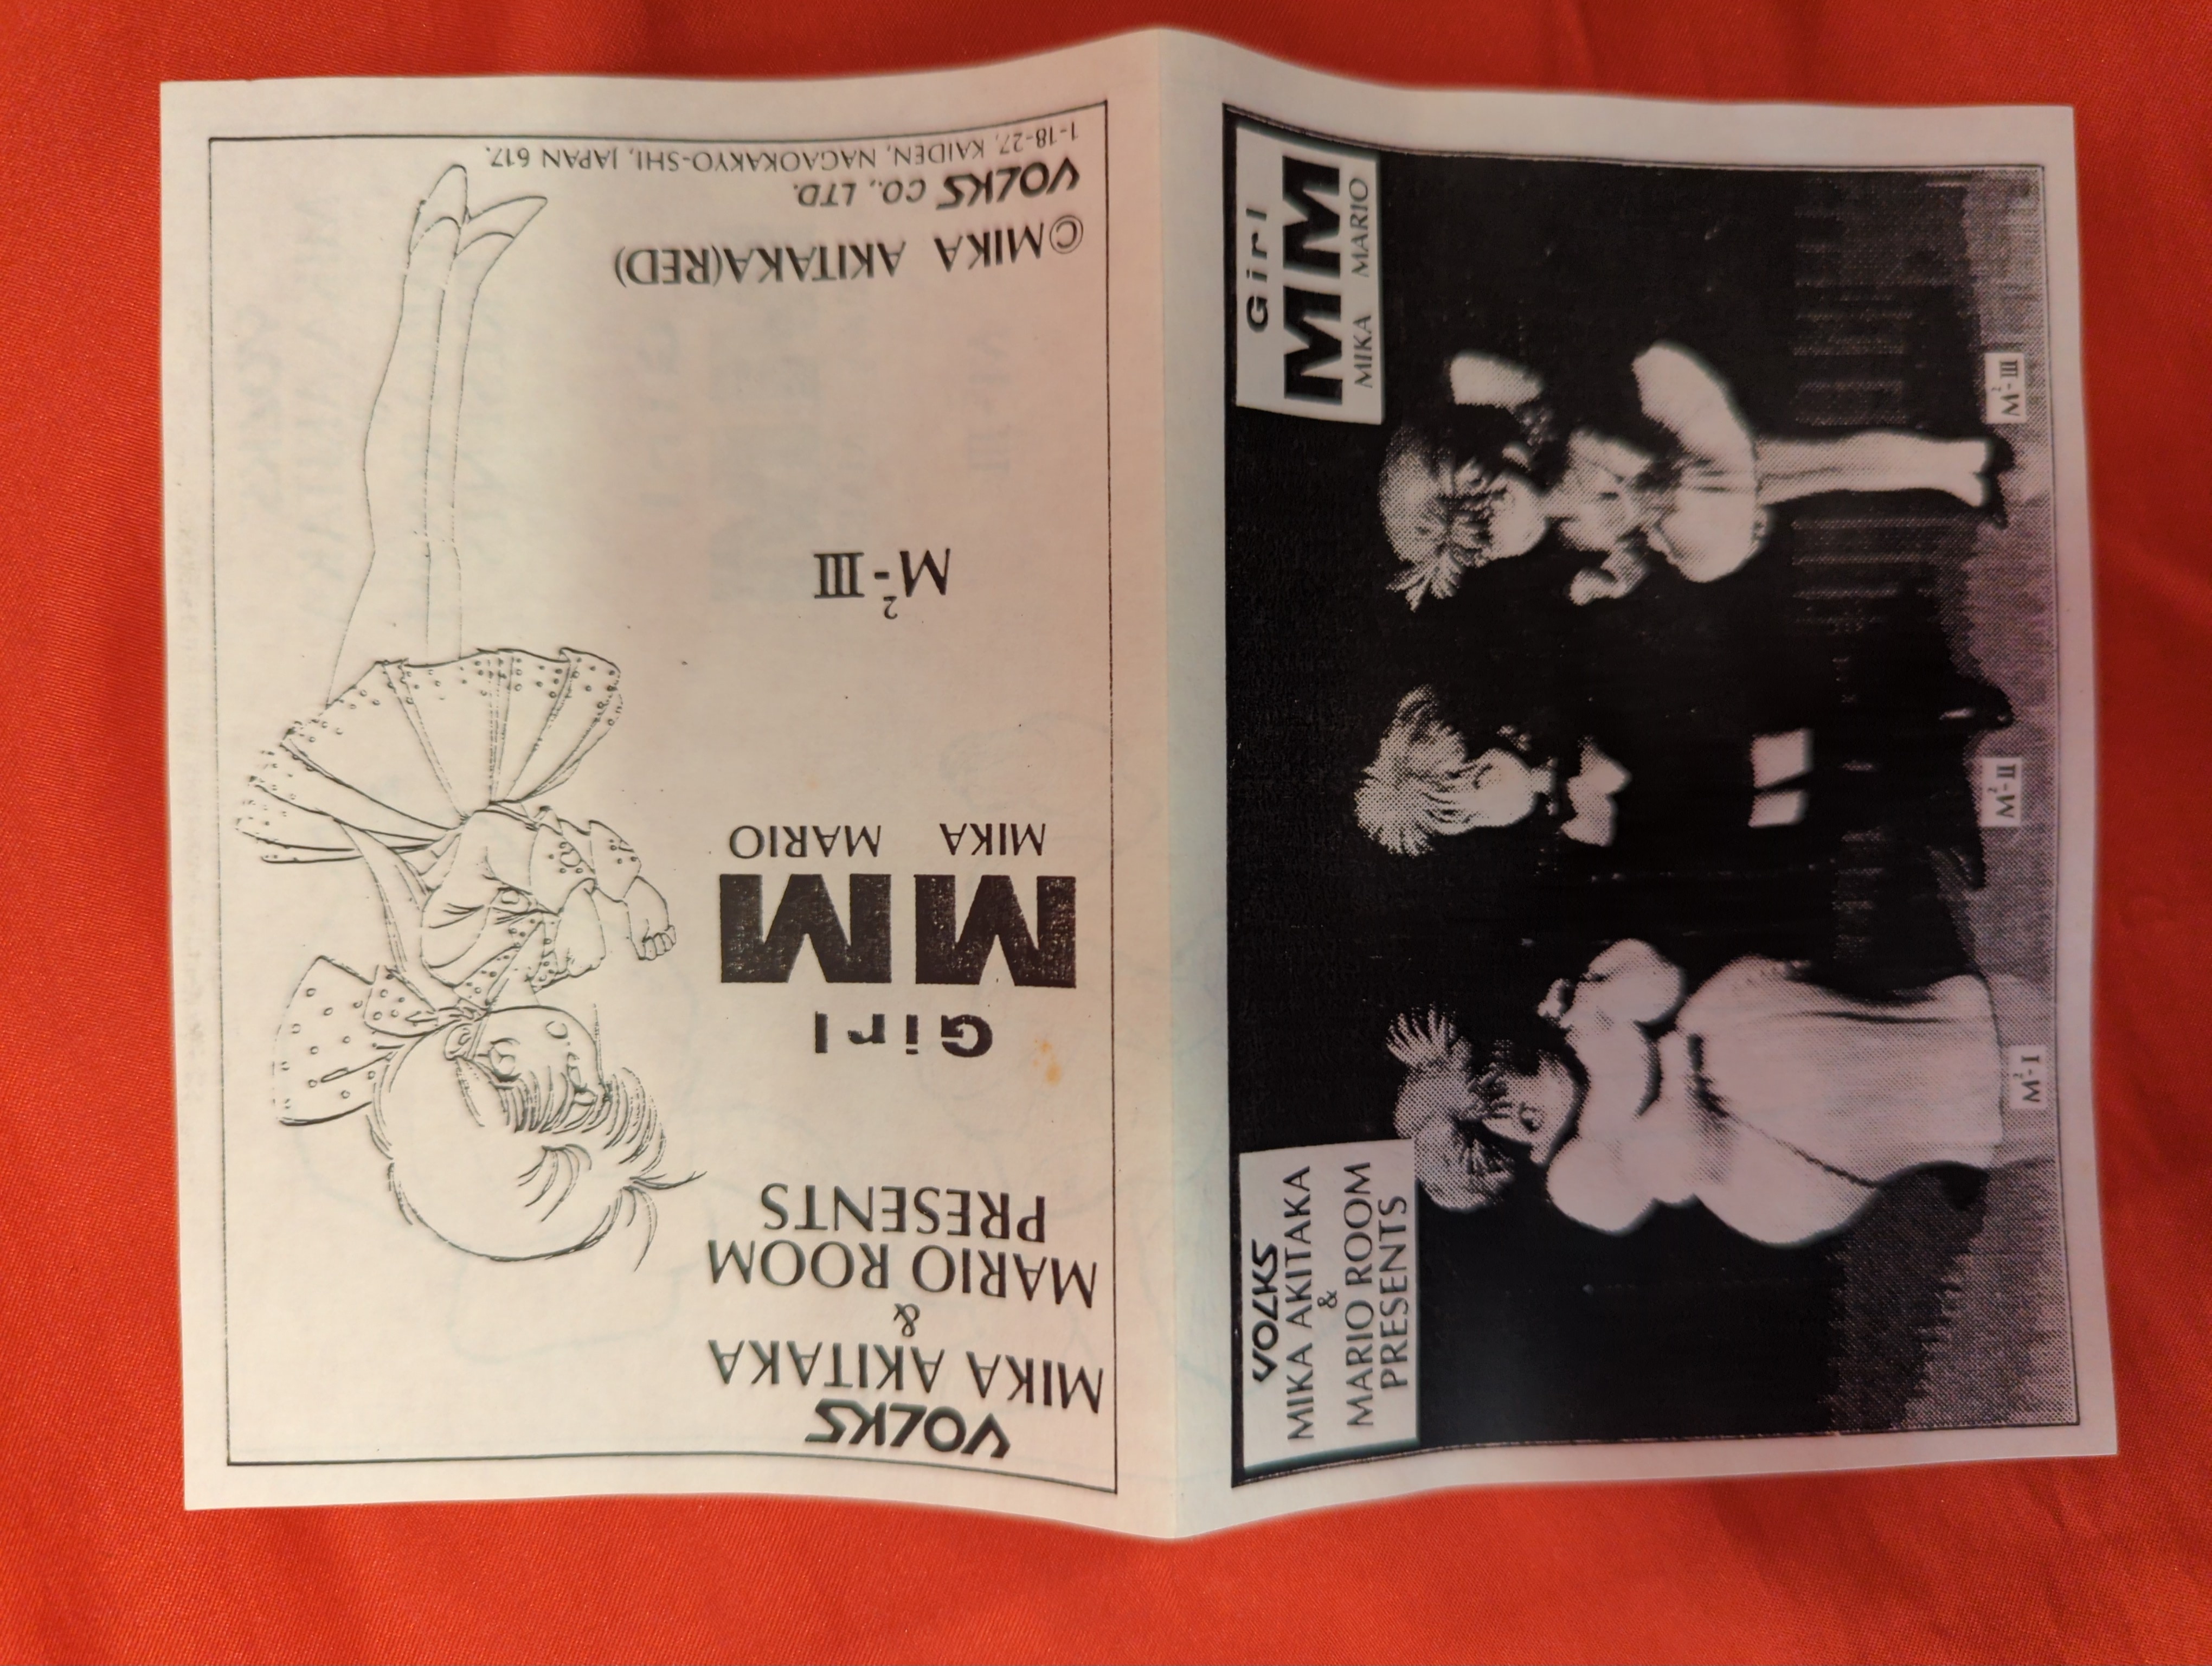 VOLKS
MIKA AKITAKA
&
MARIO ROOM
PRESENTS
Girl
MM
MIKA MARIO
M²-III
©MIKA AKITAKA(RED)
VOLKS CO., LTD.
1-18-27, KAIDEN, NAGAOKAKYO-SHI, JAPAN 617.
VOLKS
MIKA AKITAKA
&
MARIO ROOM
PRESENTS
Girl
MM
MIKA MARIO
M²-I
M²-II
M²-III